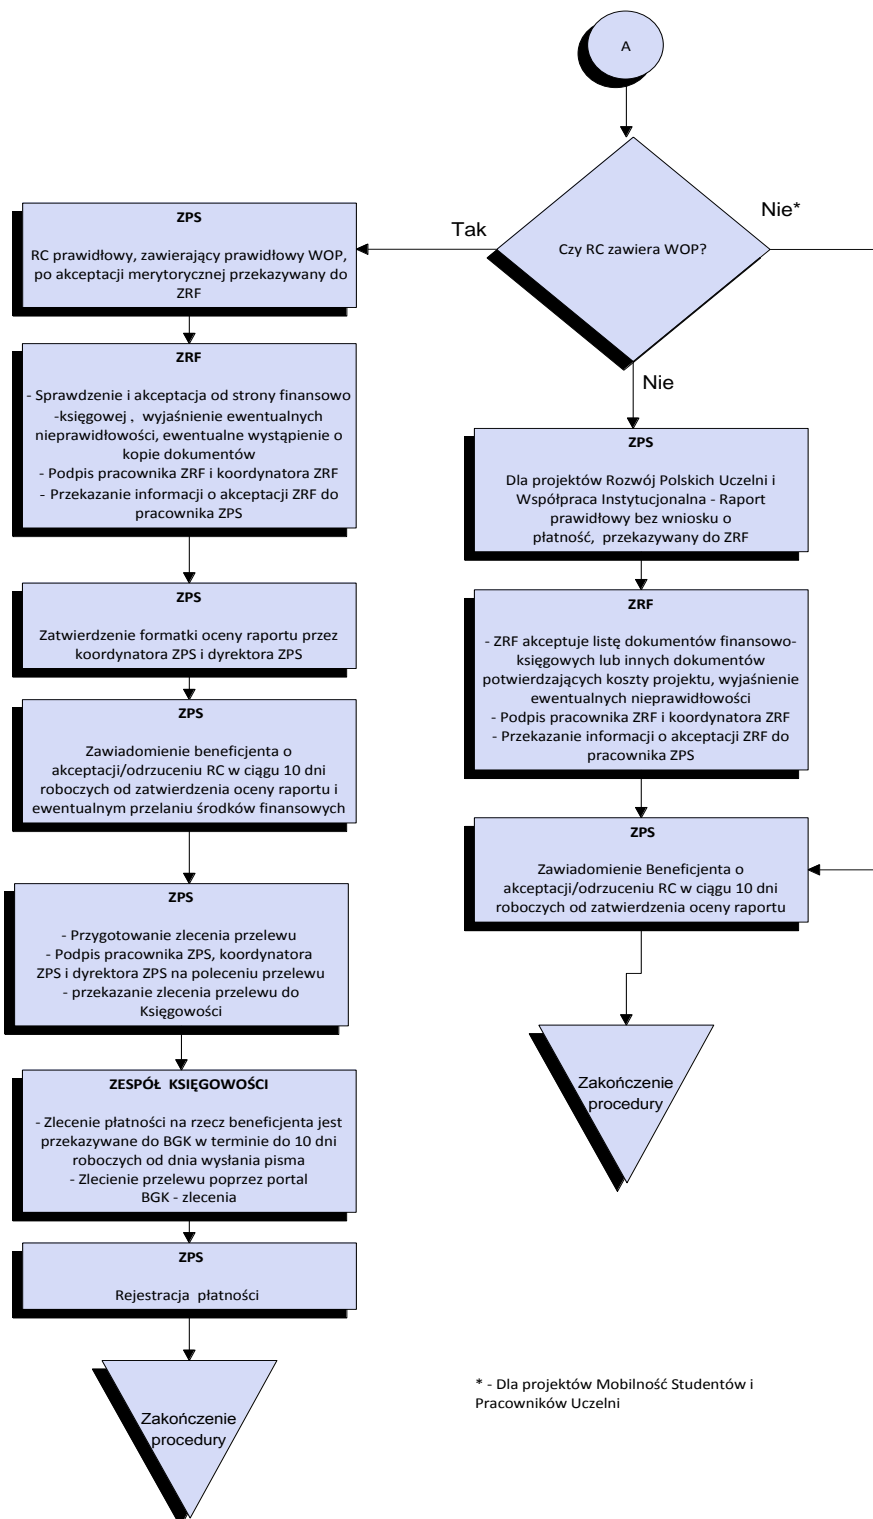 A
Czy RC zawiera WOP?
Tak
Nie*
Nie
ZPS
RC prawidłowy, zawierający prawidłowy WOP,
po akceptacji merytorycznej przekazywany do
ZRF
ZRF
- Sprawdzenie i akceptacja od strony finansowo
-księgowej , wyjaśnienie ewentualnych
nieprawidłowości, ewentualne wystąpienie o
kopie dokumentów
- Podpis pracownika ZRF i koordynatora ZRF
- Przekazanie informacji o akceptacji ZRF do
pracownika ZPS
ZPS
Zatwierdzenie formatki oceny raportu przez
koordynatora ZPS i dyrektora ZPS
ZPS
Zawiadomienie beneficjenta o
akceptacji/odrzuceniu RC w ciągu 10 dni
roboczych od zatwierdzenia oceny raportu i
ewentualnym przelaniu środków finansowych
ZPS
- Przygotowanie zlecenia przelewu
- Podpis pracownika ZPS, koordynatora
ZPS i dyrektora ZPS na poleceniu przelewu
- przekazanie zlecenia przelewu do
Księgowości
ZESPÓŁ KSIĘGOWOŚCI
- Zlecenie płatności na rzecz beneficjenta jest
przekazywane do BGK w terminie do 10 dni
roboczych od dnia wysłania pisma
- Zlecienie przelewu poprzez portal
BGK - zlecenia
ZPS
Rejestracja płatności
Zakończenie
procedury
ZPS
Dla projektów Rozwój Polskich Uczelni i
Współpraca Instytucjonalna - Raport
prawidłowy bez wniosku o
płatność, przekazywany do ZRF
ZRF
- ZRF akceptuje listę dokumentów finansowo-
księgowych lub innych dokumentów
potwierdzających koszty projektu, wyjaśnienie
ewentualnych nieprawidłowości
- Podpis pracownika ZRF i koordynatora ZRF
- Przekazanie informacji o akceptacji ZRF do
pracownika ZPS
ZPS
Zawiadomienie Beneficjenta o
akceptacji/odrzuceniu RC w ciągu 10 dni
roboczych od zatwierdzenia oceny raportu
Zakończenie
procedury
* - Dla projektów Mobilność Studentów i
Pracowników Uczelni